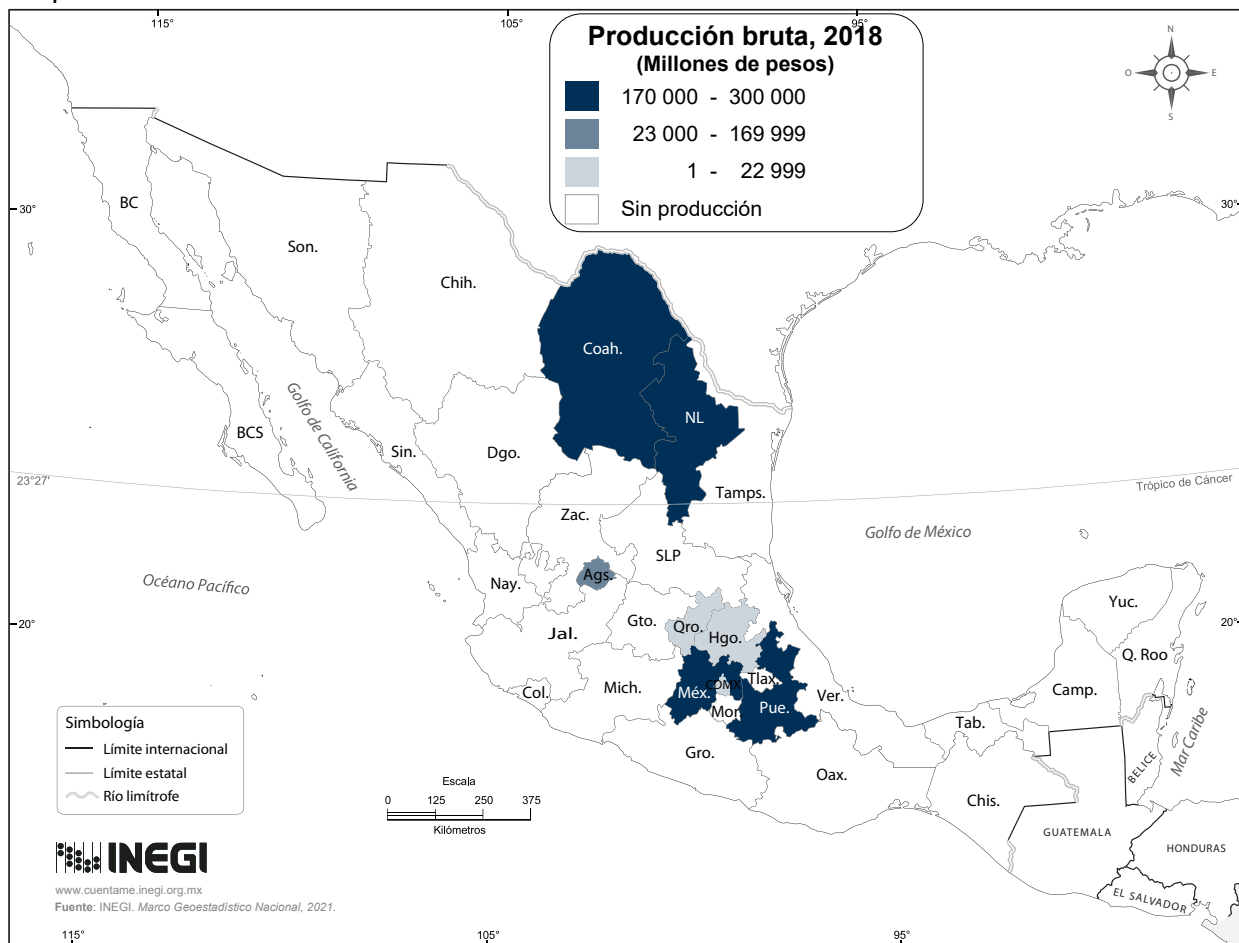 115°
105°
95°
Producción bruta, 2018
(Millones de pesos)
170 000 - 300 000
23 000 - 169 999
1 - 22 999
Sin producción
N
O
E
S
30°
30°
BC
Son.
Chih.
Coah.
NL
BCS
Golfo de California
Sin.
Dgo.
Tamps.
23°27'
Trópico de Cáncer
Zac.
SLP
Golfo de México
Océano Pacífico
Nay.
Ags.
Yuc.
20°
20°
Jal.
Gto.
Qro.
Hgo.
Q. Roo
Col.
Mich.
Méx.
CDMX
Tlax.
Mor.
Pue.
Ver.
Camp.
Tab.
Gro.
Oax.
Chis.
BELICE
Mar Caribe
GUATEMALA
HONDURAS
EL SALVADOR
Simbología
Límite internacional
Límite estatal
Río limítrofe
Escala
0 125 250 375
Kilómetros
INEGI
www.cuentame.inegi.org.mx
Fuente: INEGI. Marco Geoestadístico Nacional, 2021.
115°
105°
95°